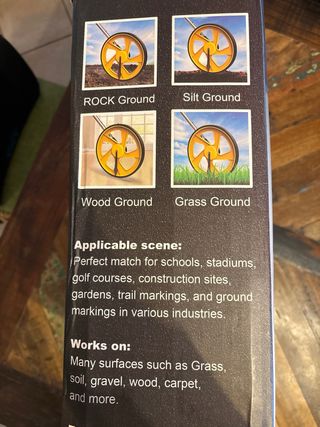 ROCK Ground
Silt Ground
Wood Ground
Grass Ground
Applicable scene:
Perfect match for schools, stadiums,
golf courses, construction sites,
gardens, trail markings, and ground
markings in various industries.
Works on:
Many surfaces such as Grass,
soil, gravel, wood, carpet,
and more.